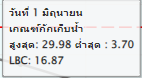 วันที่ 1 มิถุนายน
เกณฑ์กักเก็บน้ำ
สูงสุด: 29.98 ต่ำสุด : 3.70
LBC: 16.87